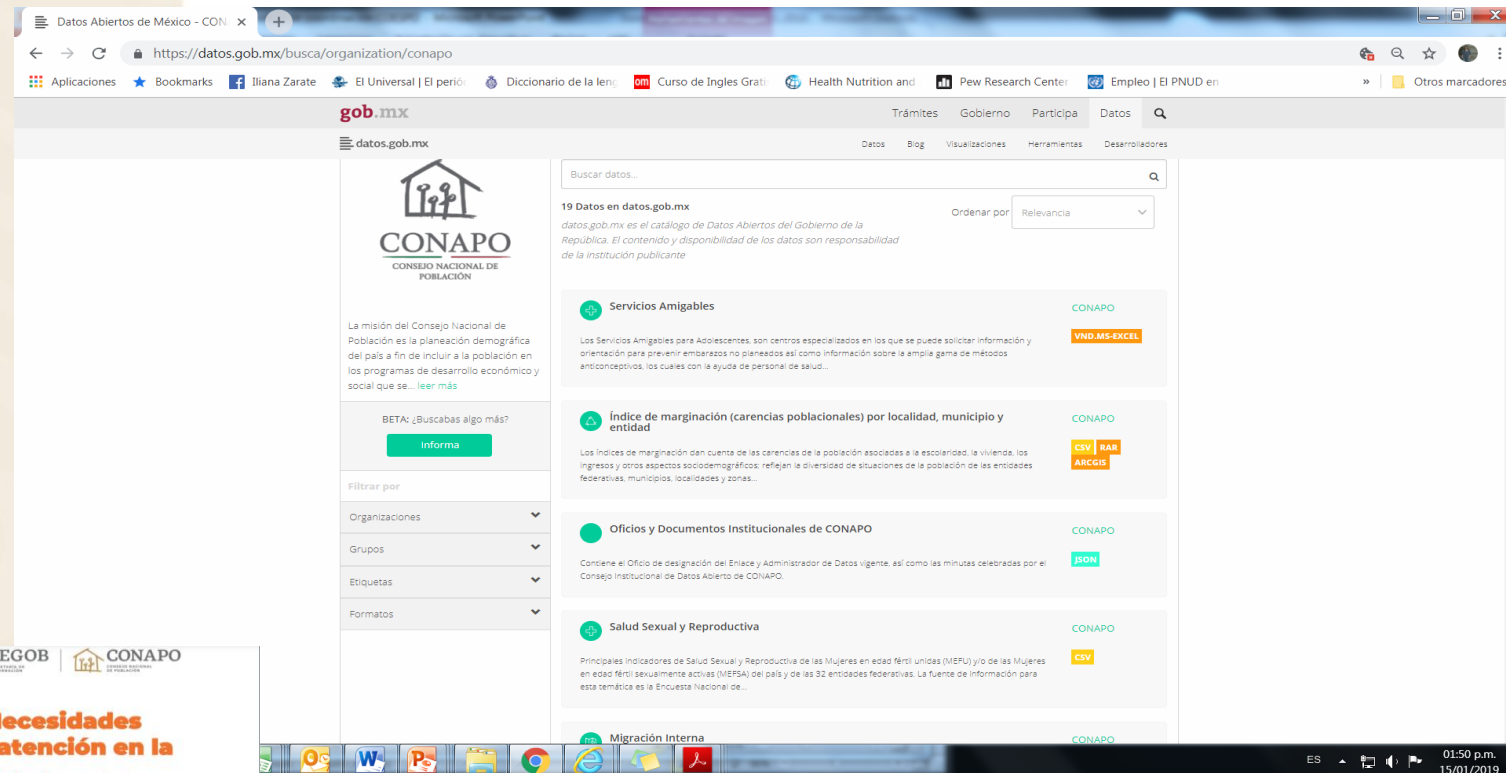 Datos Abiertos de México - CON
https://datos.gob.mx/busca/organization/conapo
Aplicaciones Bookmarks Iliana Zarate El Universal | El perió Diccionario de la leng om Curso de Ingles Grati Health Nutrition and Pew Research Center Empleo | El PNUD en » Otros marcadores
gob.mx Trámites Gobierno Participa Datos
datos.gob.mx Datos Blog Visualizaciones Herramientas Desarrolladores
CONAPO
CONSEJO NACIONAL DE
POBLACIÓN
La misión del Consejo Nacional de
Población es la planeación demográfica
del país a fin de incluir a la población en
los programas de desarrollo económico y
social que se... leer más
BETA: ¿Buscabas algo más?
Informa
Filtrar por
Organizaciones
Grupos
Etiquetas
Formatos
Buscar datos...
19 Datos en datos.gob.mx
Ordenar por Relevancia
datos.gob.mx es el catálogo de Datos Abiertos del Gobierno de la
República. El contenido y disponibilidad de los datos son responsabilidad
de la institución publicante
Servicios Amigables
CONAPO
VND.MS-EXCEL
Los Servicios Amigables para Adolescentes, son centros especializados en los que se puede solicitar información y
orientación para prevenir embarazos no planeados así como información sobre la amplia gama de métodos
anticonceptivos, los cuales con la ayuda de personal de salud...
Índice de marginación (carencias poblacionales) por localidad, municipio y
entidad
CONAPO
CSV RAR
ARCGIS
Los índices de marginación dan cuenta de las carencias de la población asociadas a la escolaridad, la vivienda, los
ingresos y otros aspectos sociodemográficos; reflejan la diversidad de situaciones de la población de las entidades
federativas, municipios, localidades y zonas...
Oficios y Documentos Institucionales de CONAPO
CONAPO
JSON
Contiene el Oficio de designación del Enlace y Administrador de Datos vigente, así como las minutas celebradas por el
Consejo Institucional de Datos Abierto de CONAPO.
Salud Sexual y Reproductiva
CONAPO
CSV
Principales Indicadores de Salud Sexual y Reproductiva de las Mujeres en edad fértil unidas (MEFU) y/o de las Mujeres
en edad fértil sexualmente activas (MEFSA) del país y de las 32 entidades federativas. La fuente de información para
esta temática es la Encuesta Nacional de...
Migración Interna
CONAPO
EGOB CONAPO
ecesidades
atención en la
ES 01:50 p.m.
15/01/2019